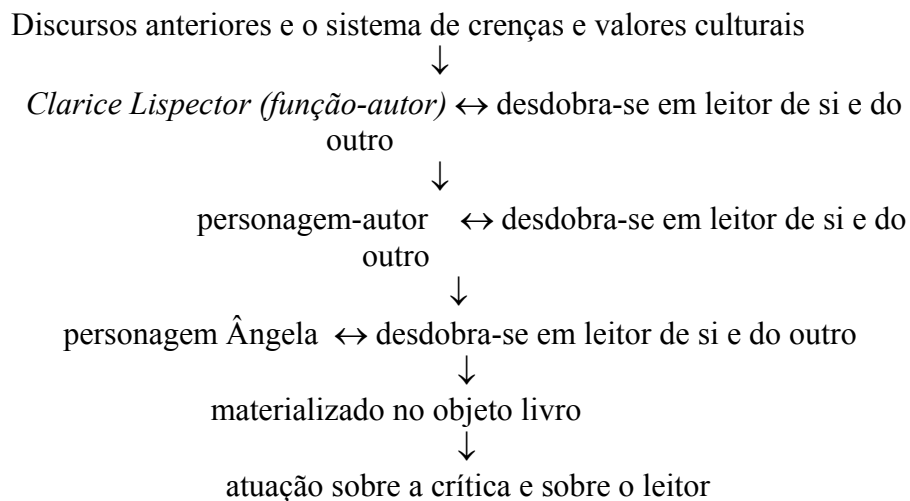 Discursos anteriores e o sistema de crenças e valores culturais
↓
Clarice Lispector (função-autor) ↔ desdobra-se em leitor de si e do
outro
↓
personagem-autor ↔ desdobra-se em leitor de si e do
outro
↓
personagem Ângela ↔ desdobra-se em leitor de si e do outro
↓
materializado no objeto livro
↓
atuação sobre a crítica e sobre o leitor